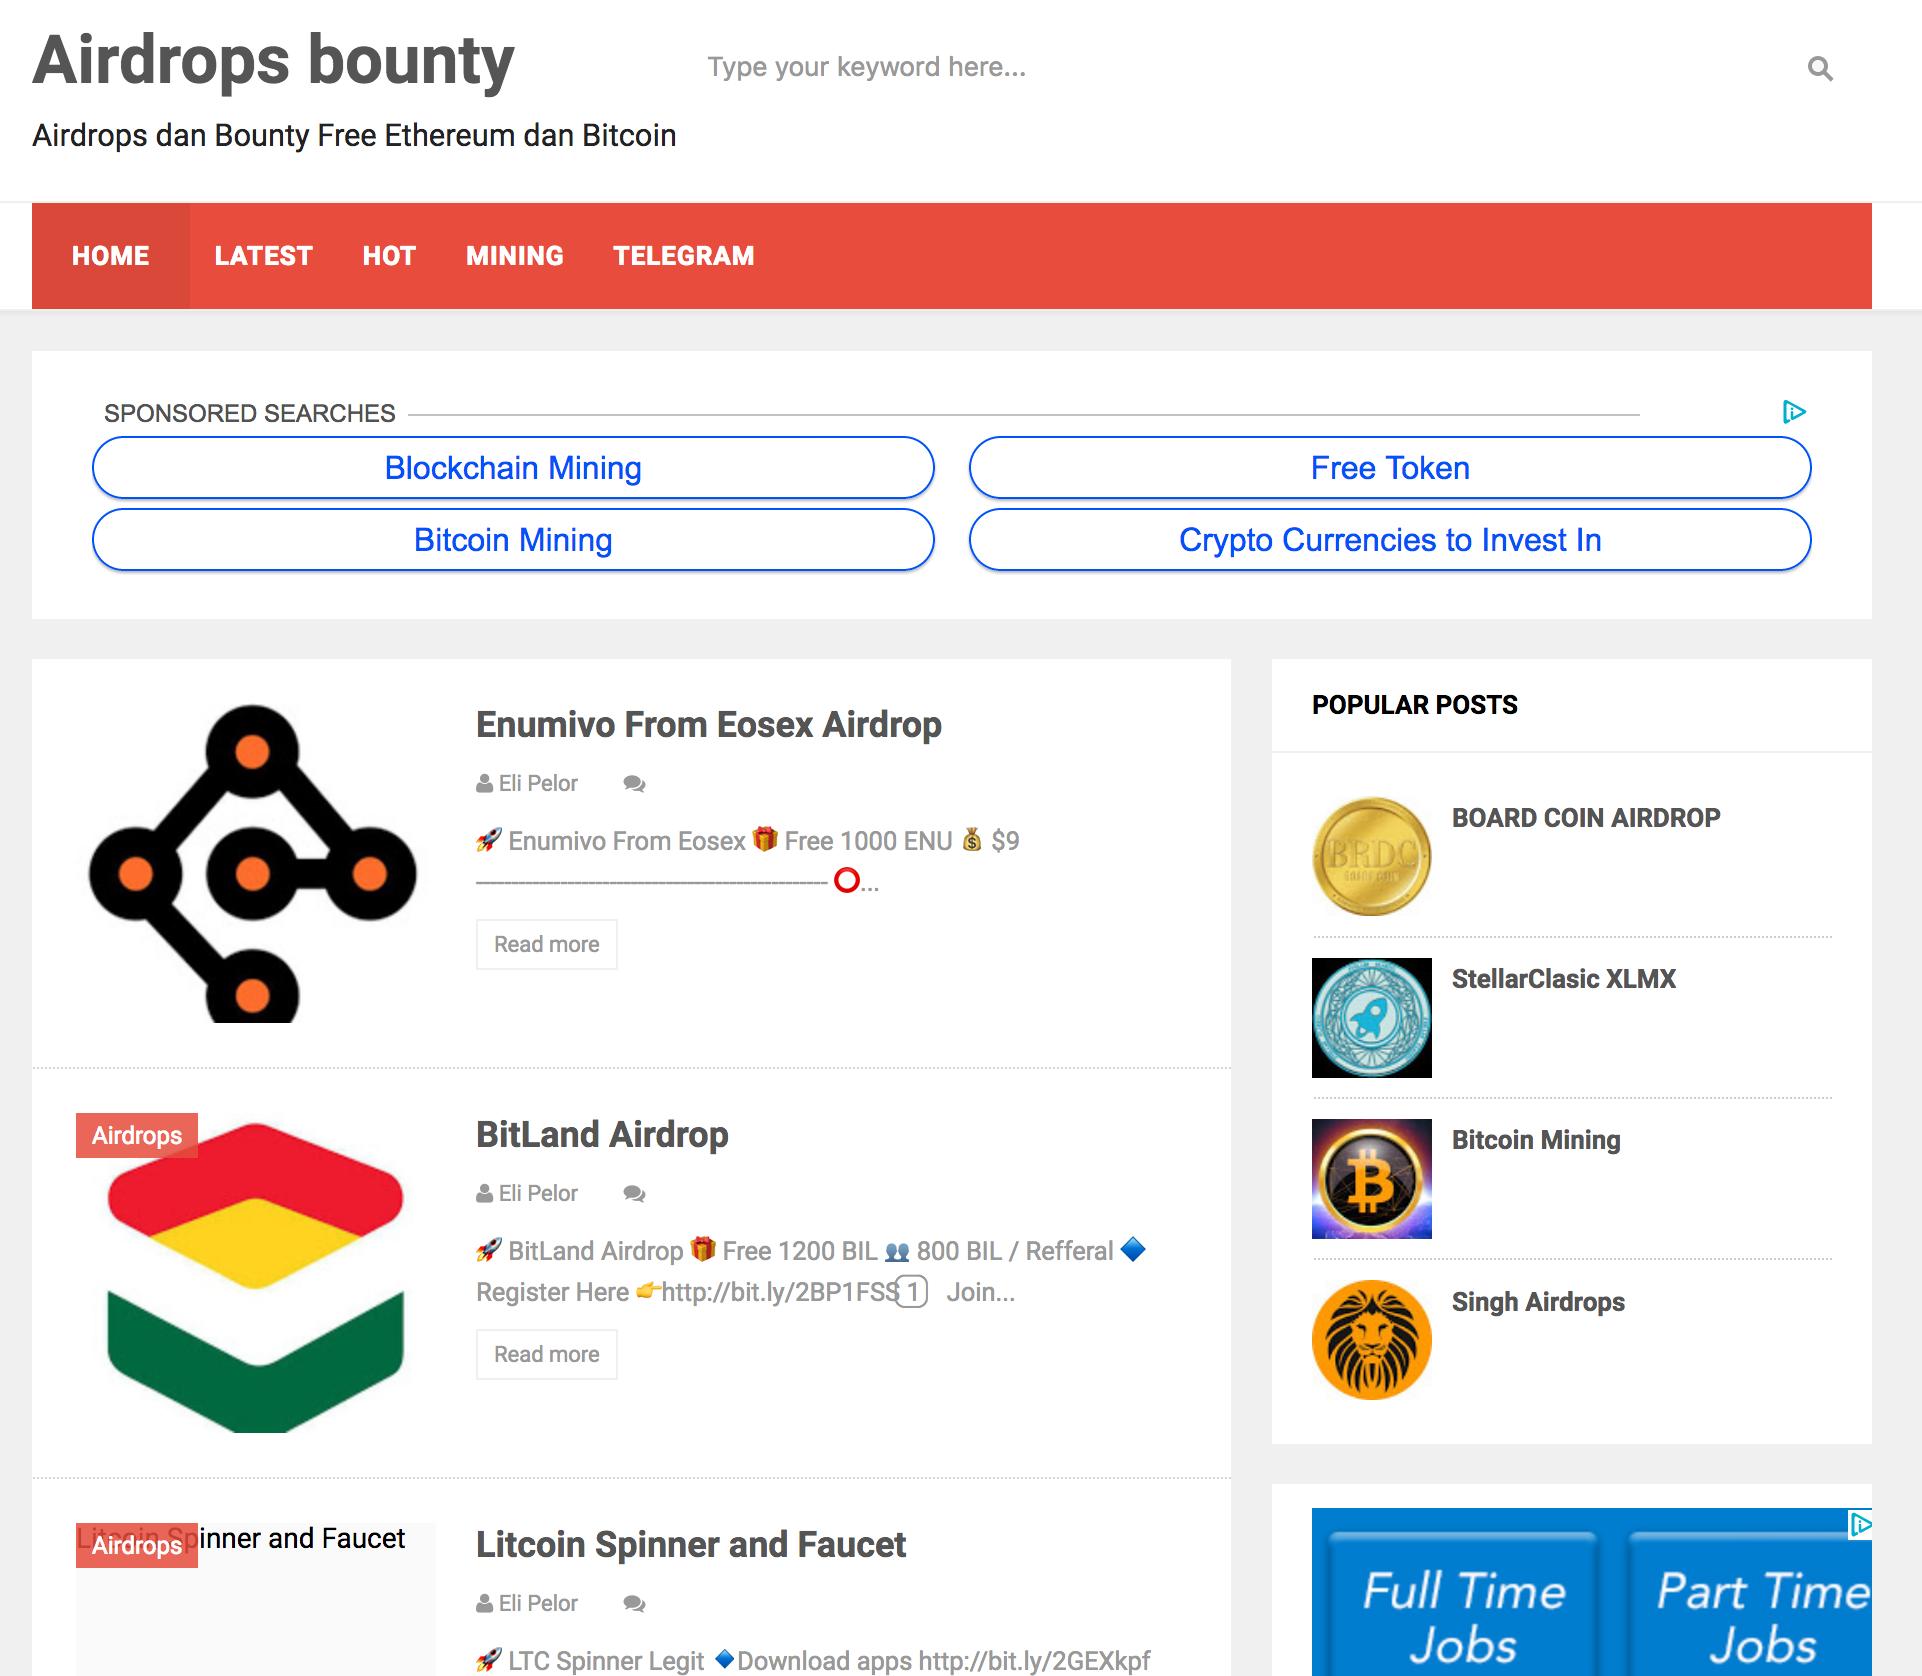 Airdrops bounty
Type your keyword here...
Airdrops dan Bounty Free Ethereum dan Bitcoin
HOME LATEST HOT MINING TELEGRAM
SPONSORED SEARCHES
Blockchain Mining
Free Token
Bitcoin Mining
Crypto Currencies to Invest In
Enumivo From Eosex Airdrop
Eli Pelor
🚀 Enumivo From Eosex 🎁 Free 1000 ENU 💰 $9
---------------------------------------------------------- ⭕...
Read more
Airdrops
BitLand Airdrop
Eli Pelor
🚀 BitLand Airdrop 🎁 Free 1200 BIL 👥 800 BIL / Refferal 🔷
Register Here 👉http://bit.ly/2BP1FSS 1 Join...
Read more
Airdrops
Litcoin Spinner and Faucet
Litcoin Spinner and Faucet
Eli Pelor
🚀 LTC Spinner Legit 🔷Download apps http://bit.ly/2GEXkpf
POPULAR POSTS
BOARD COIN AIRDROP
BRDC
StellarClasic XLMX
Bitcoin Mining
Singh Airdrops
Full Time
Jobs
Part Time
Jobs